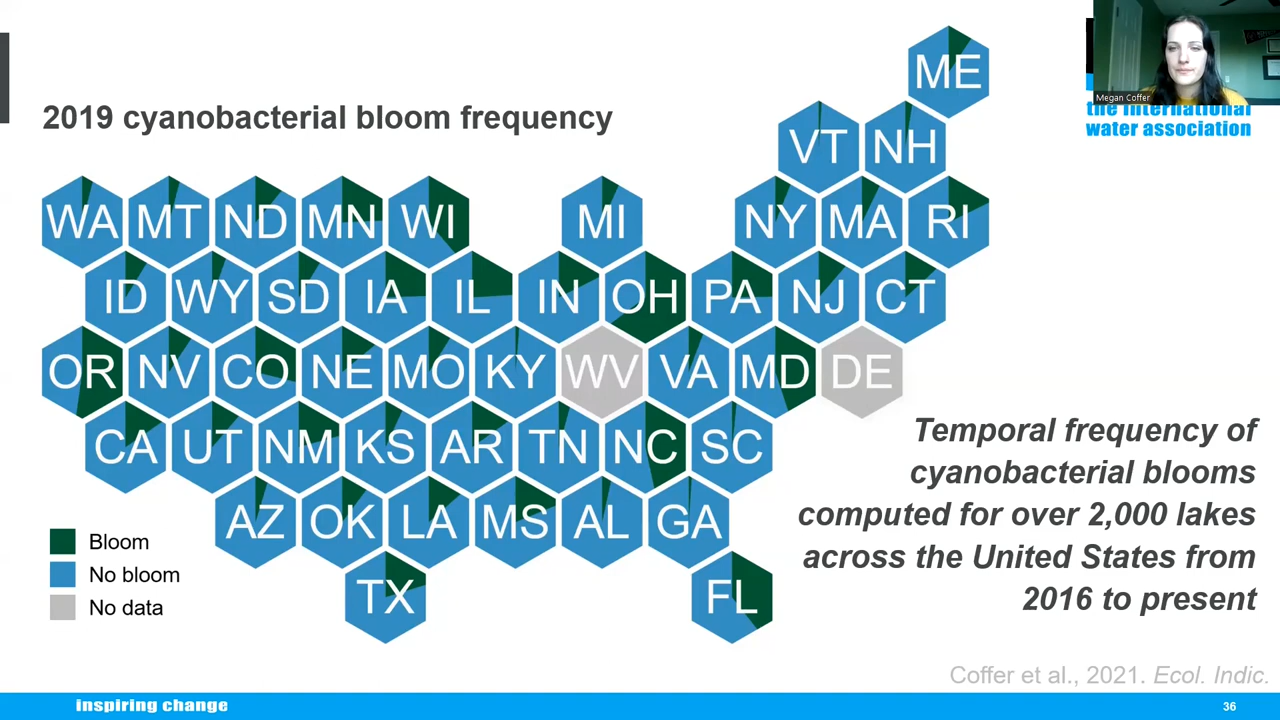 ME
Megan Coffer
the international
water association
2019 cyanobacterial bloom frequency
VT NH
WA MT ND MN WI MI NY MA RI
ID WY SD IA IL IN OH PA NJ CT
OR NV CO NE MO KY WV VA MD DE
CA UT NM KS AR TN NC SC
AZ OK LA MS AL GA
TX FL
Temporal frequency of
cyanobacterial blooms
computed for over 2,000 lakes
across the United States from
2016 to present
Bloom
No bloom
No data
Coffer et al., 2021. Ecol. Indic.
inspiring change
36